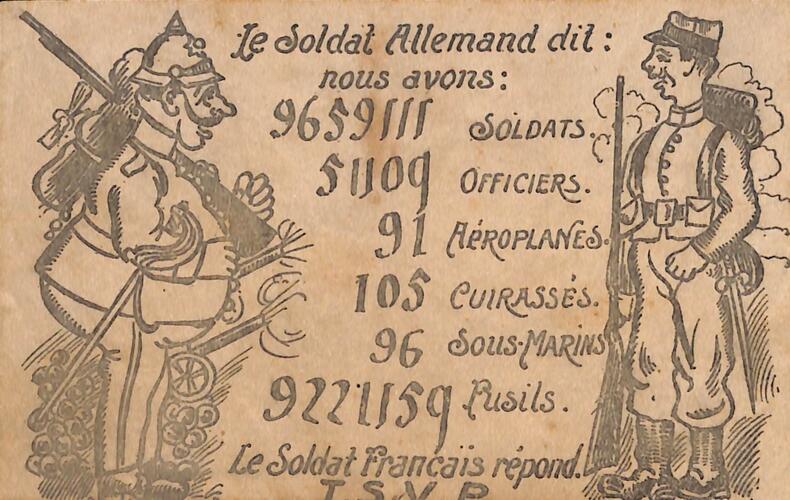 Le Soldat Allemand dit :
nous avons :
9659111 SOLDATS.
51109 OFFICIERS.
91 AÉROPLANES.
105 CUIRASSÉS.
96 SOUS-MARINS
9221159 Fusils.
Le Soldat Français répond.
T.S.V.P.